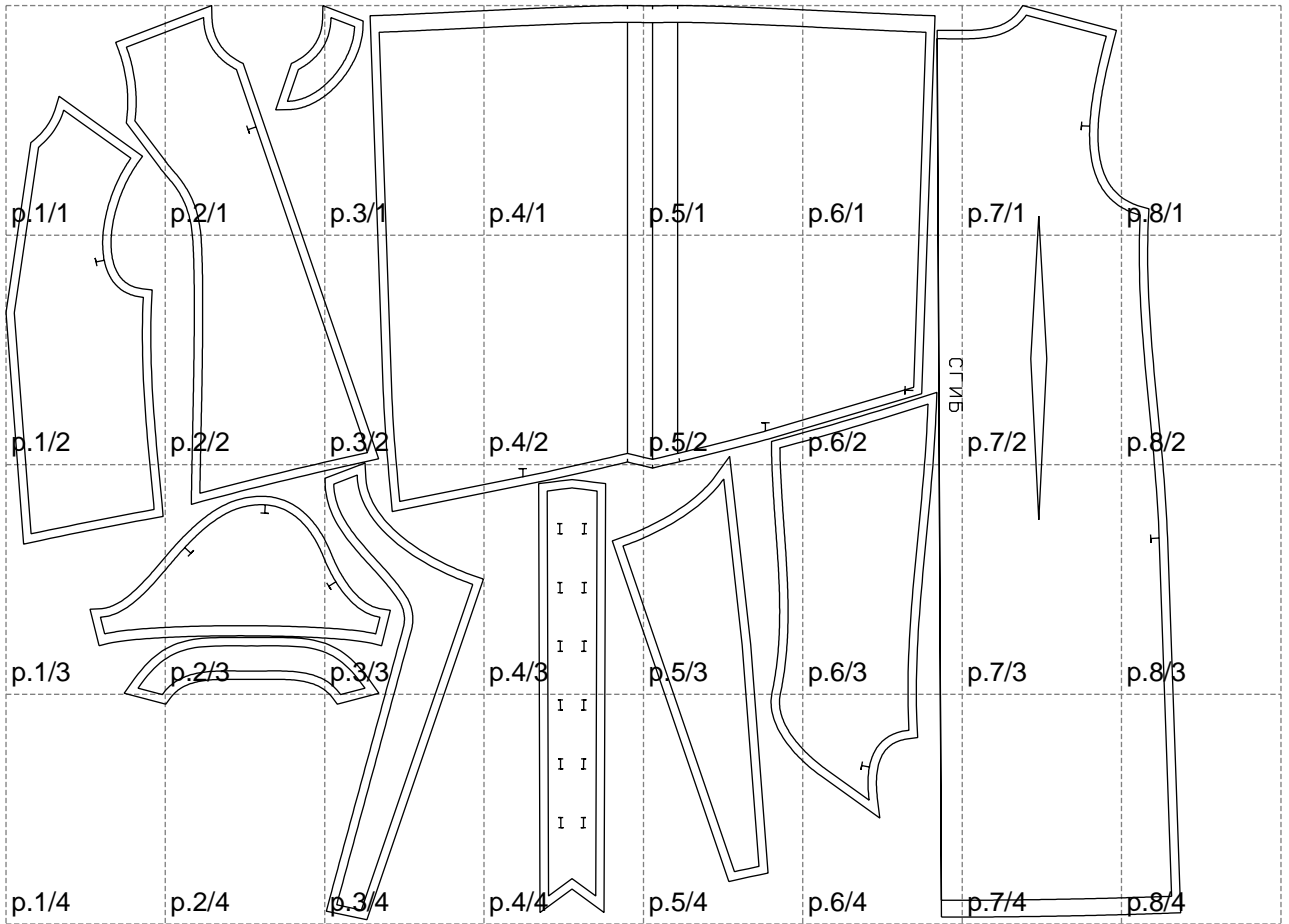 p.1/1 p.2/1 p.3/1 p.4/1 p.5/1 p.6/1 p.7/1 p.8/1
СГИБ
p.1/2 p.2/2 p.3/2 p.4/2 p.5/2 p.6/2 p.7/2 p.8/2
p.1/3 p.2/3 p.3/3 p.4/3 p.5/3 p.6/3 p.7/3 p.8/3
p.1/4 p.2/4 p.3/4 p.4/4 p.5/4 p.6/4 p.7/4 p.8/4